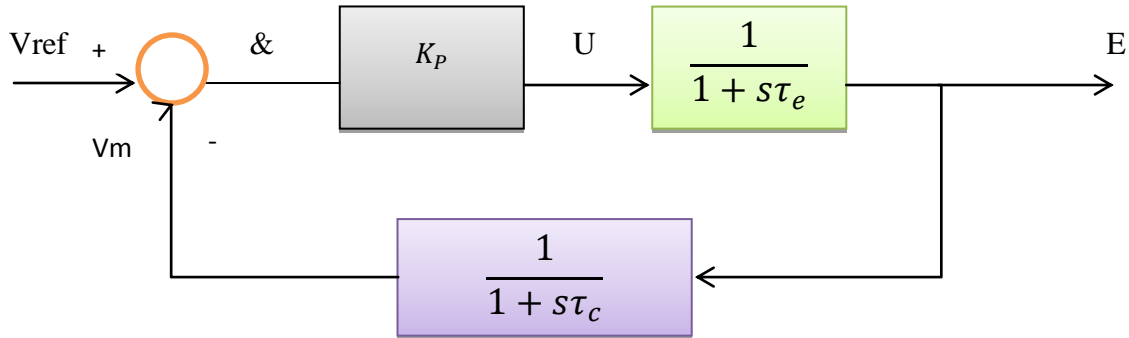 Vref + & K_P U 1 / (1 + sτ_e) E
Vm -
1 / (1 + sτ_c)